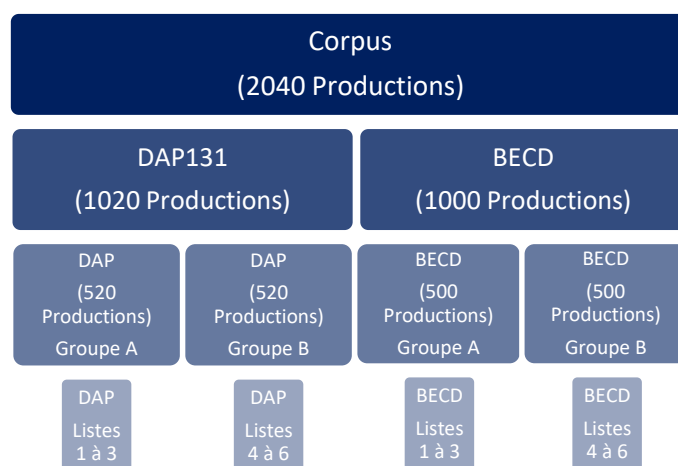 Corpus
(2040 Productions)
DAP131
(1020 Productions)
BECD
(1000 Productions)
DAP
(520
Productions)
Groupe A
DAP
(520
Productions)
Groupe B
BECD
(500
Productions)
Groupe A
BECD
(500
Productions)
Groupe B
DAP
Listes
1 à 3
DAP
Listes
4 à 6
BECD
Listes
1 à 3
BECD
Listes
4 à 6